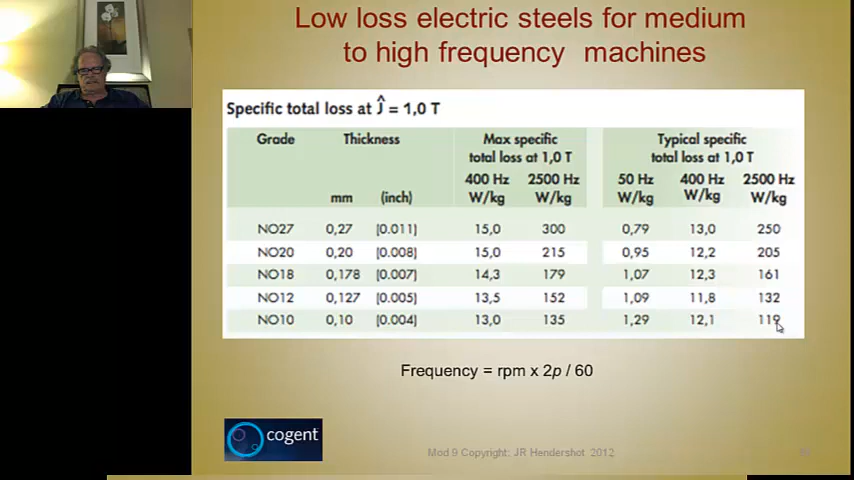 Low loss electric steels for medium
to high frequency machines
Specific total loss at Ĵ = 1,0 T
Grade Thickness Max specific total loss at 1,0 T Typical specific total loss at 1,0 T
mm (inch) 400 Hz W/kg 2500 Hz W/kg 50 Hz W/kg 400 Hz W/kg 2500 Hz W/kg
NO27 0,27 (0.011) 15,0 300 0,79 13,0 250
NO20 0,20 (0.008) 15,0 215 0,95 12,2 205
NO18 0,178 (0.007) 14,3 179 1,07 12,3 161
NO12 0,127 (0.005) 13,5 152 1,09 11,8 132
NO10 0,10 (0.004) 13,0 135 1,29 12,1 119
Frequency = rpm x 2p / 60
cogent
Mod 9 Copyright: JR Hendershot 2012